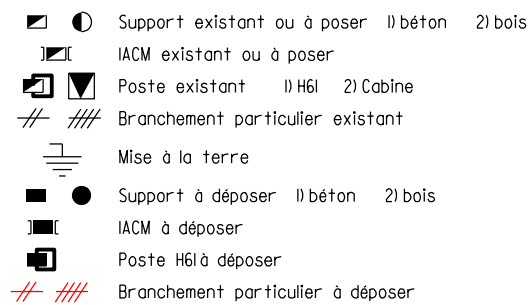 Support existant ou à poser 1) béton 2) bois
IACM existant ou à poser
Poste existant 1) H61 2) Cabine
Branchement particulier existant
Mise à la terre
Support à déposer 1) béton 2) bois
IACM à déposer
Poste H61 à déposer
Branchement particulier à déposer